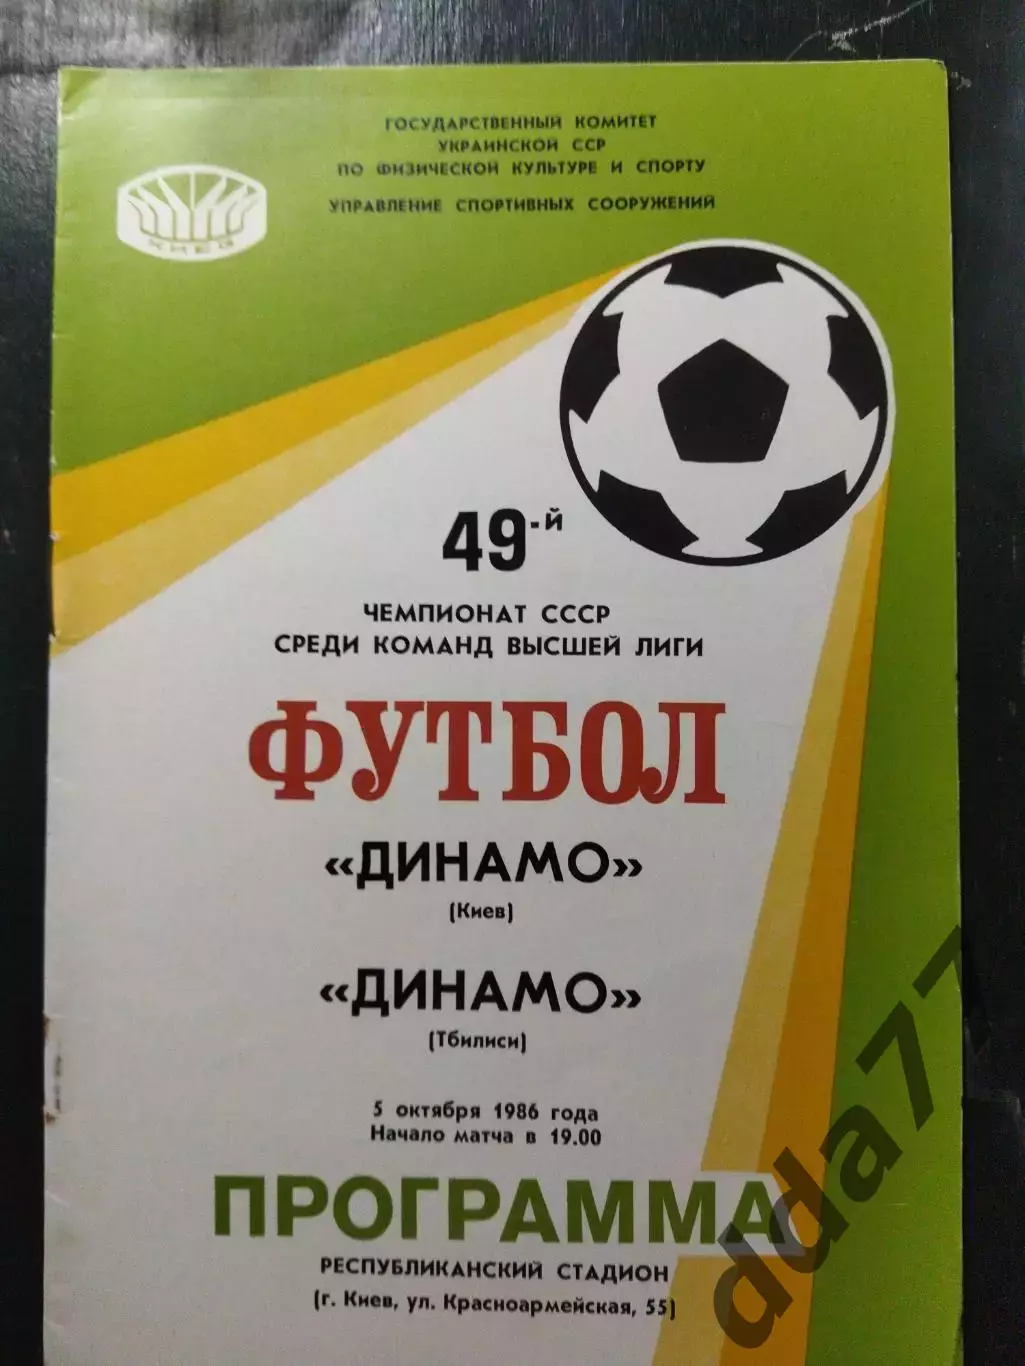 ГОСУДАРСТВЕННЫЙ КОМИТЕТ
УКРАИНСКОЙ ССР
ПО ФИЗИЧЕСКОЙ КУЛЬТУРЕ И СПОРТУ
УПРАВЛЕНИЕ СПОРТИВНЫХ СООРУЖЕНИЙ
КИЕВ
49-й
ЧЕМПИОНАТ СССР
СРЕДИ КОМАНД ВЫСШЕЙ ЛИГИ
ФУТБОЛ
«ДИНАМО»
(Киев)
«ДИНАМО»
(Тбилиси)
5 октября 1986 года
Начало матча в 19.00
ПРОГРАММА
РЕСПУБЛИКАНСКИЙ СТАДИОН
(г. Киев, ул. Красноармейская, 55)
dda77